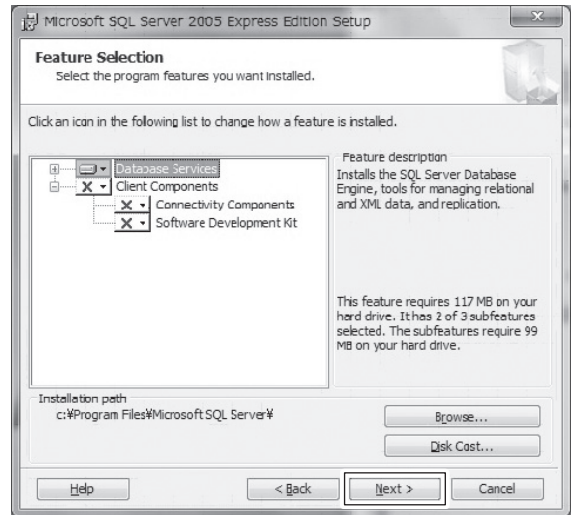 Microsoft SQL Server 2005 Express Edition Setup
Feature Selection
Select the program features you want installed.
Click an icon in the following list to change how a feature is installed.
Database Services
Client Components
Connectivity Components
Software Development Kit
Feature description
Installs the SQL Server Database
Engine, tools for managing relational
and XML data, and replication.
This feature requires 117 MB on your
hard drive. It has 2 of 3 subfeatures
selected. The subfeatures require 99
MB on your hard drive.
Installation path
c:¥Program Files¥Microsoft SQL Server¥
Browse...
Disk Cost...
Help
< Back
Next >
Cancel